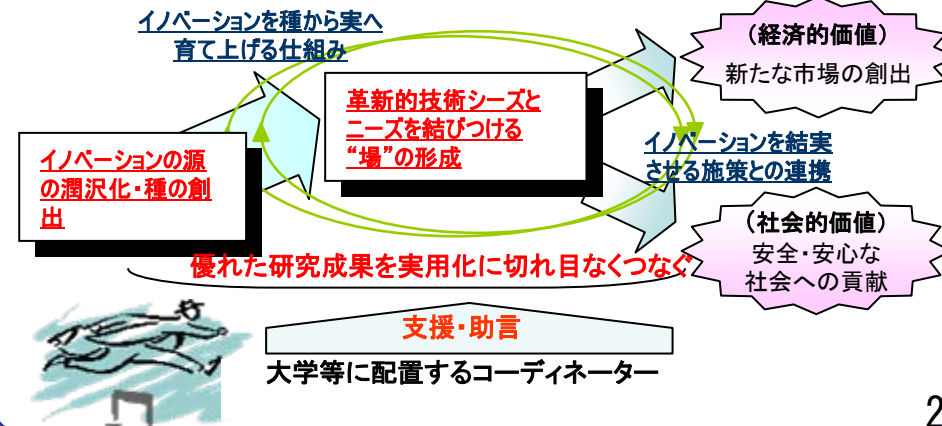 イノベーションを種から実へ
育て上げる仕組み
(経済的価値)
新たな市場の創出
革新的技術シーズと
ニーズを結びつける
“場”の形成
イノベーションの源
の潤沢化・種の創
出
イノベーションを結実
させる施策との連携
(社会的価値)
安全・安心な
社会への貢献
優れた研究成果を実用化に切れ目なくつなぐ
支援・助言
大学等に配置するコーディネーター
2